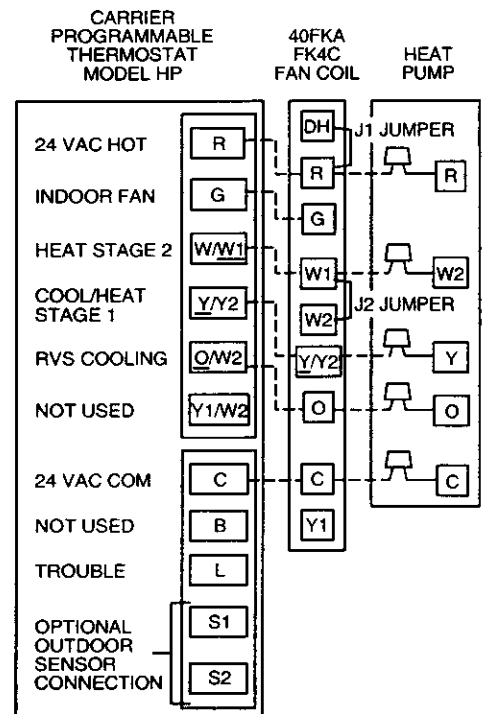 CARRIER
PROGRAMMABLE
THERMOSTAT
MODEL HP
40FKA
FK4C
FAN COIL
HEAT
PUMP
DH
J1 JUMPER
24 VAC HOT
R
R
R
INDOOR FAN
G
G
HEAT STAGE 2
W/W1
W1
W2
COOL/HEAT
STAGE 1
Y/Y2
W2
J2 JUMPER
Y/Y2
Y
RVS COOLING
O/W2
O
O
NOT USED
Y1/W2
24 VAC COM
C
C
C
NOT USED
B
Y1
TROUBLE
L
OPTIONAL
OUTDOOR
SENSOR
CONNECTION
S1
S2